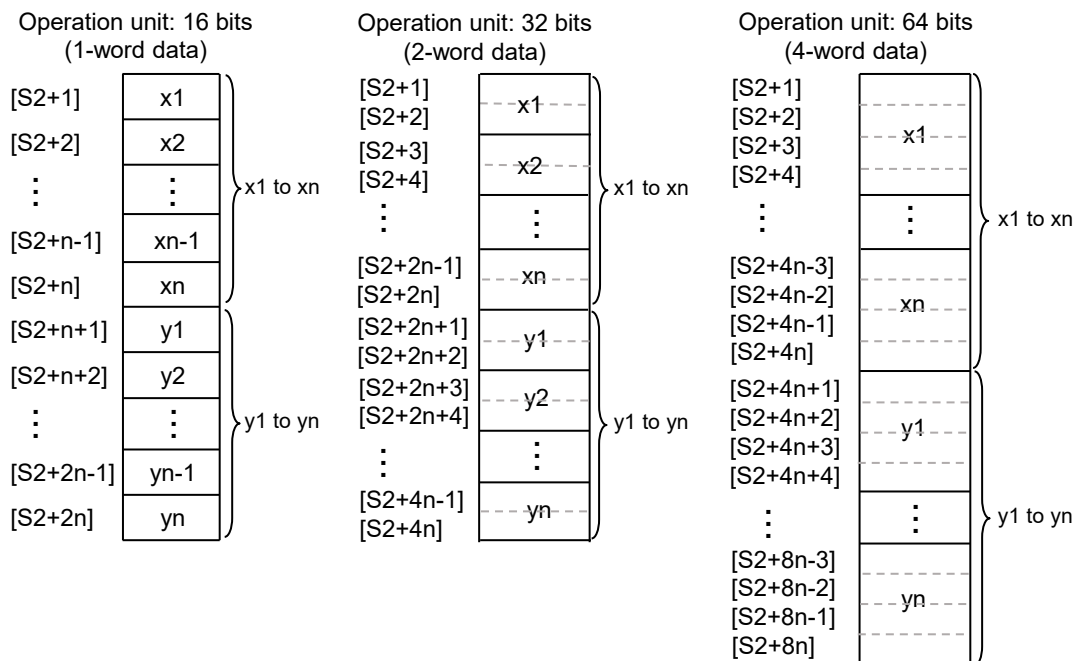 Operation unit: 16 bits
(1-word data)
[S2+1]
x1
[S2+2]
x2
⋮
⋮
[S2+n-1]
xn-1
[S2+n]
xn
x1 to xn
[S2+n+1]
y1
[S2+n+2]
y2
⋮
⋮
[S2+2n-1]
yn-1
[S2+2n]
yn
y1 to yn
Operation unit: 32 bits
(2-word data)
[S2+1]
[S2+2]
x1
[S2+3]
[S2+4]
x2
⋮
⋮
[S2+2n-1]
[S2+2n]
xn
x1 to xn
[S2+2n+1]
[S2+2n+2]
y1
[S2+2n+3]
[S2+2n+4]
y2
⋮
⋮
[S2+4n-1]
[S2+4n]
yn
y1 to yn
Operation unit: 64 bits
(4-word data)
[S2+1]
[S2+2]
[S2+3]
[S2+4]
x1
⋮
⋮
[S2+4n-3]
[S2+4n-2]
[S2+4n-1]
[S2+4n]
xn
x1 to xn
[S2+4n+1]
[S2+4n+2]
[S2+4n+3]
[S2+4n+4]
y1
⋮
⋮
[S2+8n-3]
[S2+8n-2]
[S2+8n-1]
[S2+8n]
yn
y1 to yn